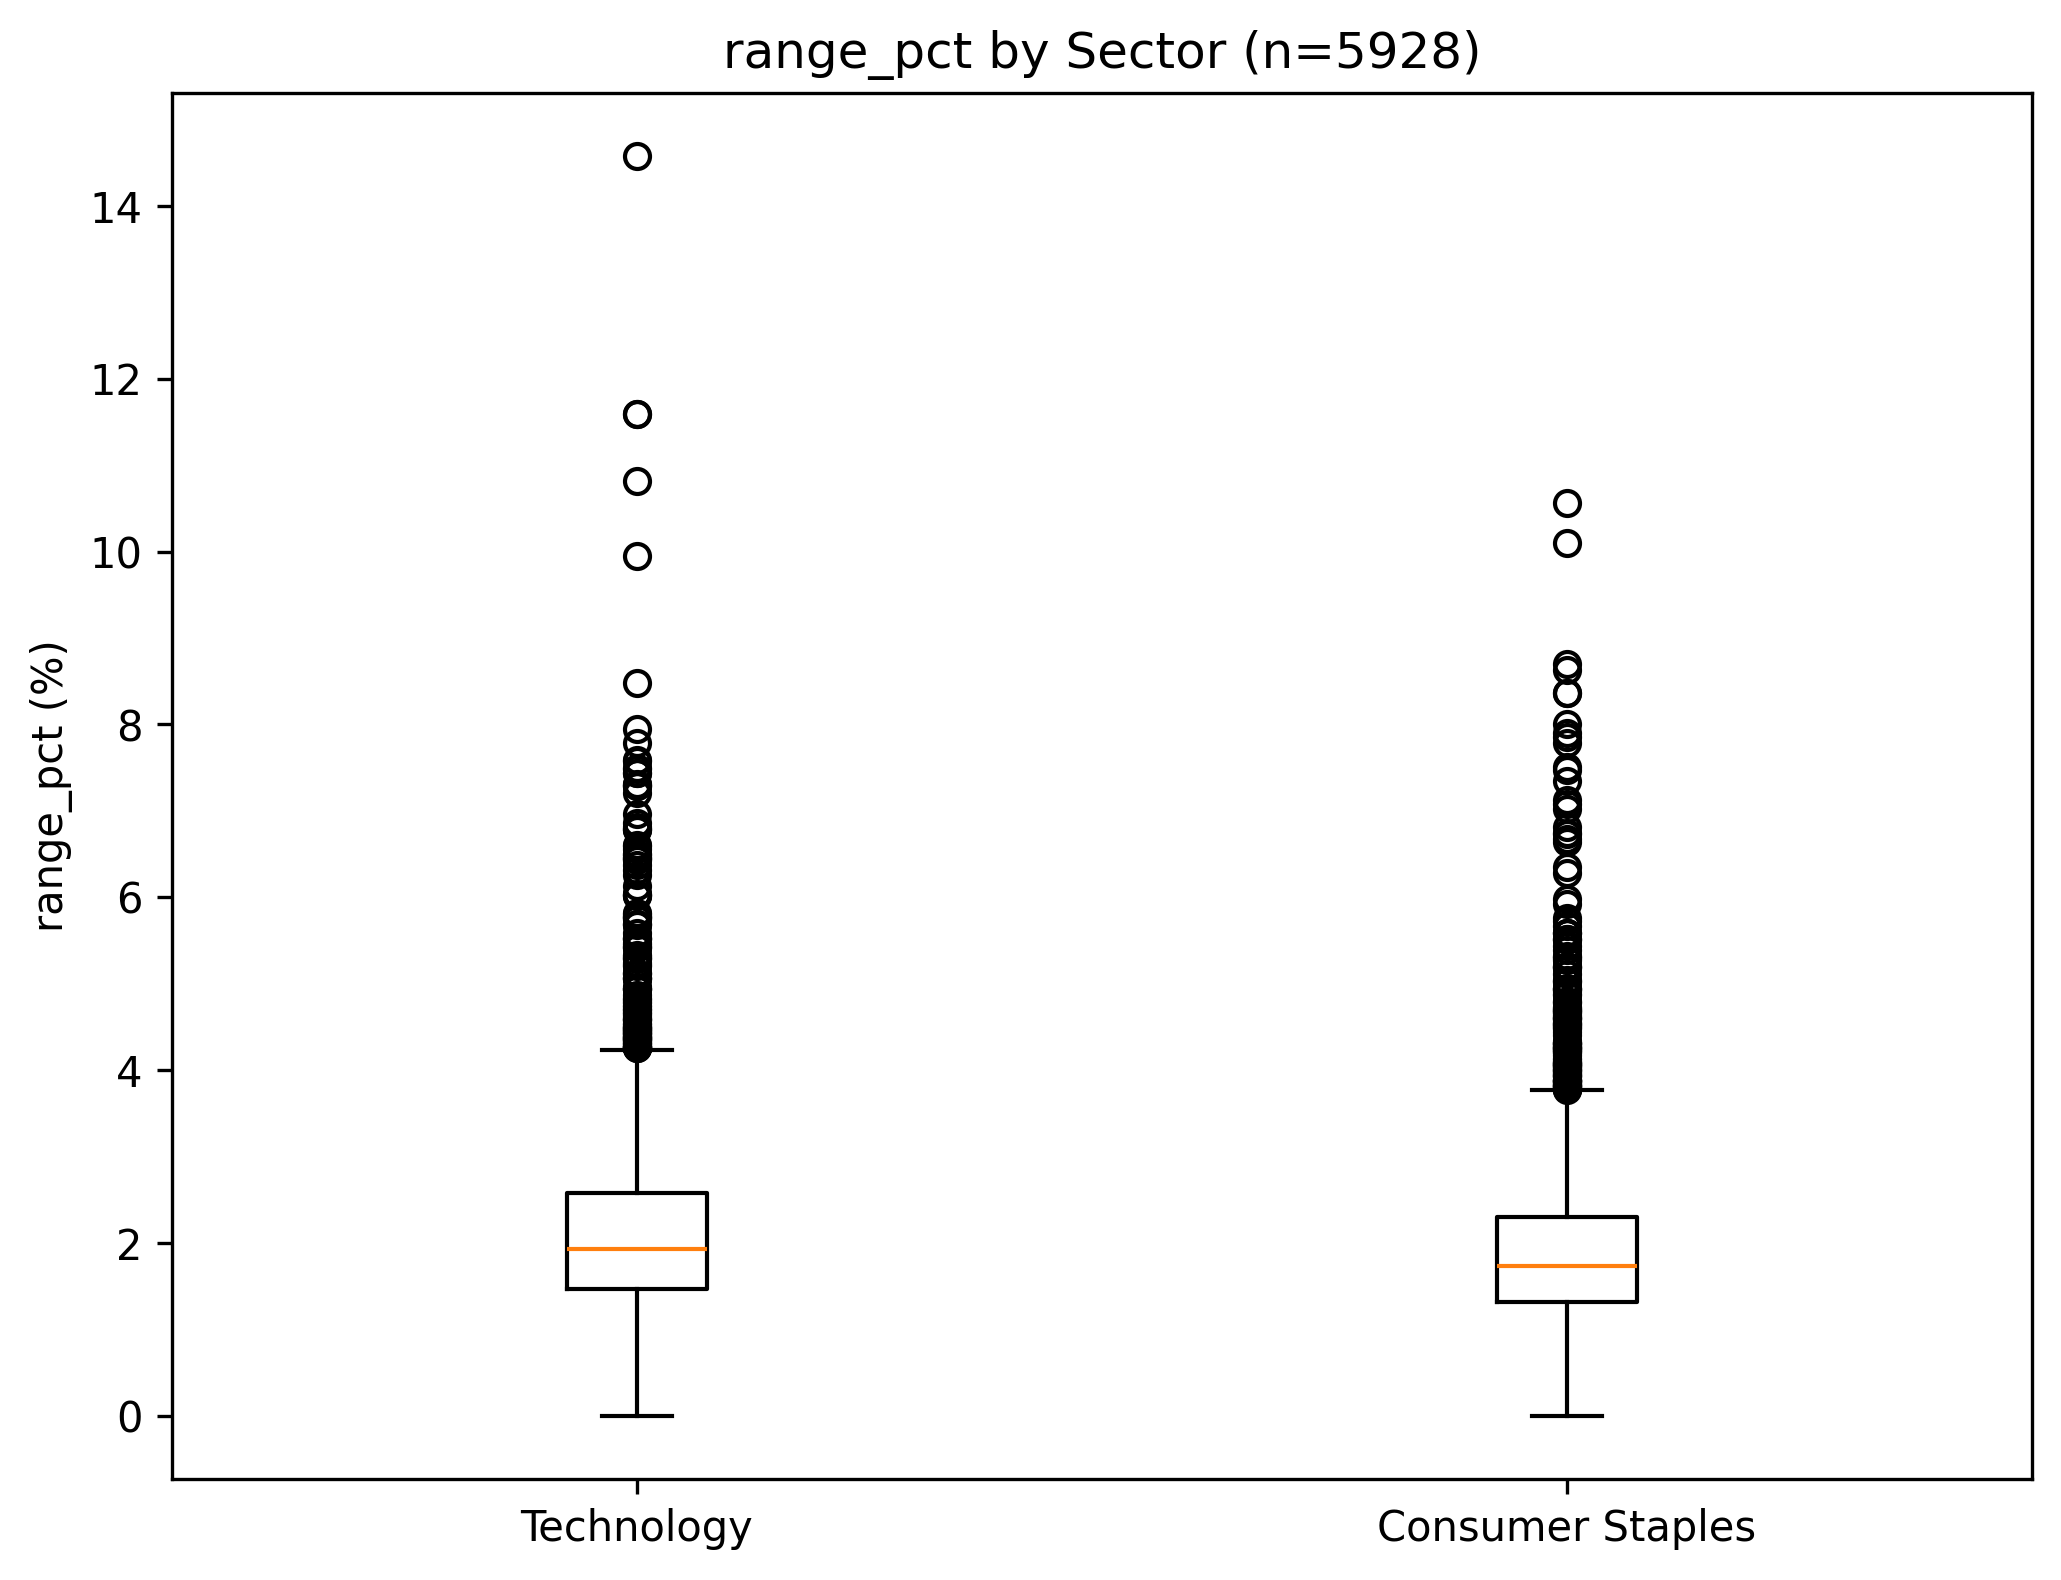 range_pct by Sector (n=5928)
range_pct (%)
14
12
10
8
6
4
2
0
Technology
Consumer Staples